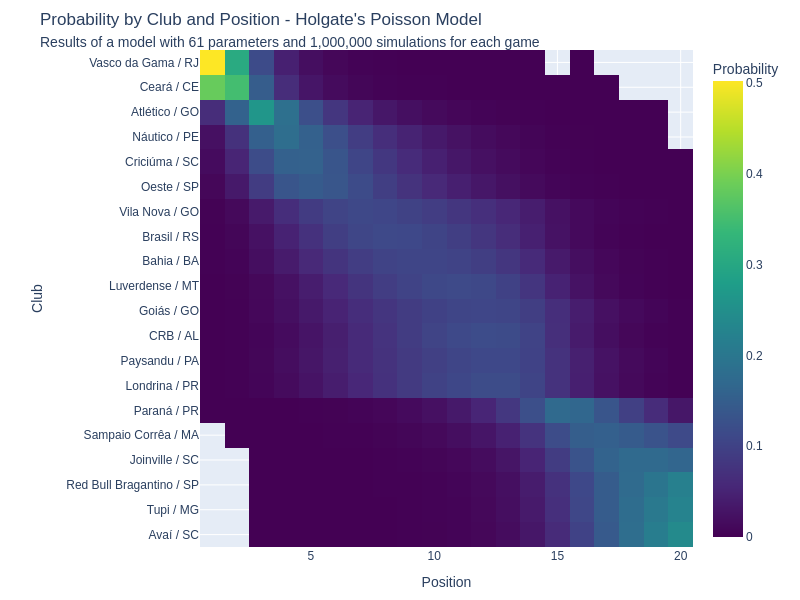 Probability by Club and Position - Holgate's Poisson Model
Results of a model with 61 parameters and 1,000,000 simulations for each game
Probability
Vasco da Gama / RJ
Ceará / CE
Atlético / GO
Náutico / PE
Criciúma / SC
Oeste / SP
Vila Nova / GO
Brasil / RS
Bahia / BA
Luverdense / MT
Goiás / GO
CRB / AL
Paysandu / PA
Londrina / PR
Paraná / PR
Sampaio Corrêa / MA
Joinville / SC
Red Bull Bragantino / SP
Tupi / MG
Avaí / SC
Club
5
10
15
20
Position
0.5
0.4
0.3
0.2
0.1
0